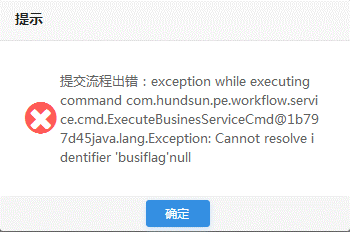 提示
提交流程出错：exception while executing
command com.hundsun.pe.workflow.servi
ce.cmd.ExecuteBusinesServiceCmd@1b79
7d45java.lang.Exception: Cannot resolve i
dentifier 'busiflag'null
确定